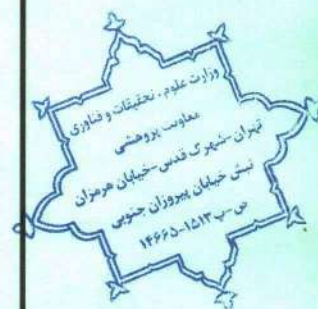 وزارت علوم، تحقیقات و فناوری
معاونت پژوهشی
تهران -شهرک قدس-خیابان هرمزان
نبش خیابان پیروزان جنوبی
ص-پ ۱۵۱۳-۱۴۶۶۵